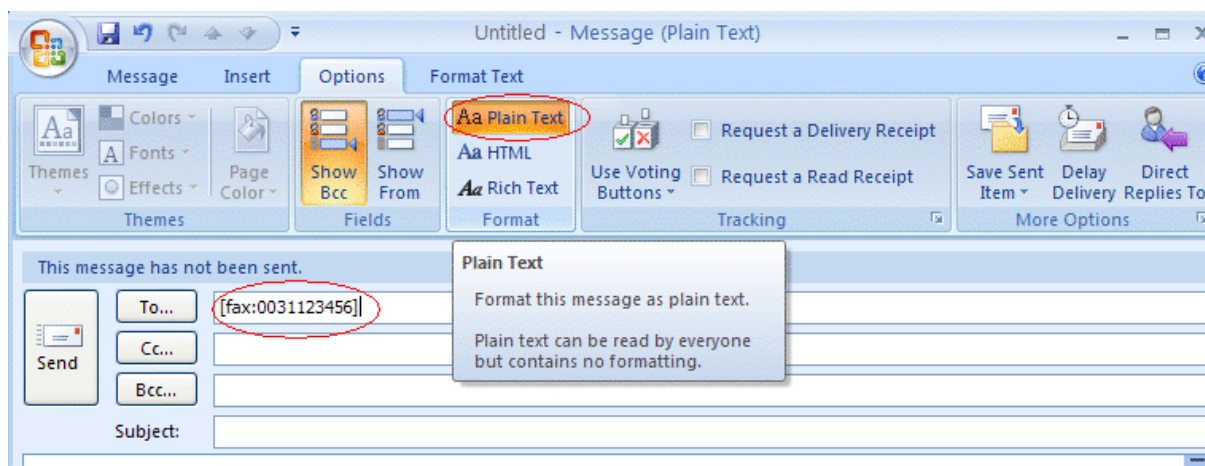 Untitled - Message (Plain Text)
Message Insert Options Format Text
Themes
Colors
Fonts
Effects
Page
Color
Themes
Show
Bcc
Show
From
Fields
Aa Plain Text
Aa HTML
Aa Rich Text
Format
Use Voting
Buttons
Request a Delivery Receipt
Request a Read Receipt
Tracking
Save Sent
Item
Delay
Delivery
Direct
Replies To
More Options
This message has not been sent.
Send
To... [fax:0031123456]
Cc...
Bcc...
Subject:
Plain Text
Format this message as plain text.
Plain text can be read by everyone
but contains no formatting.